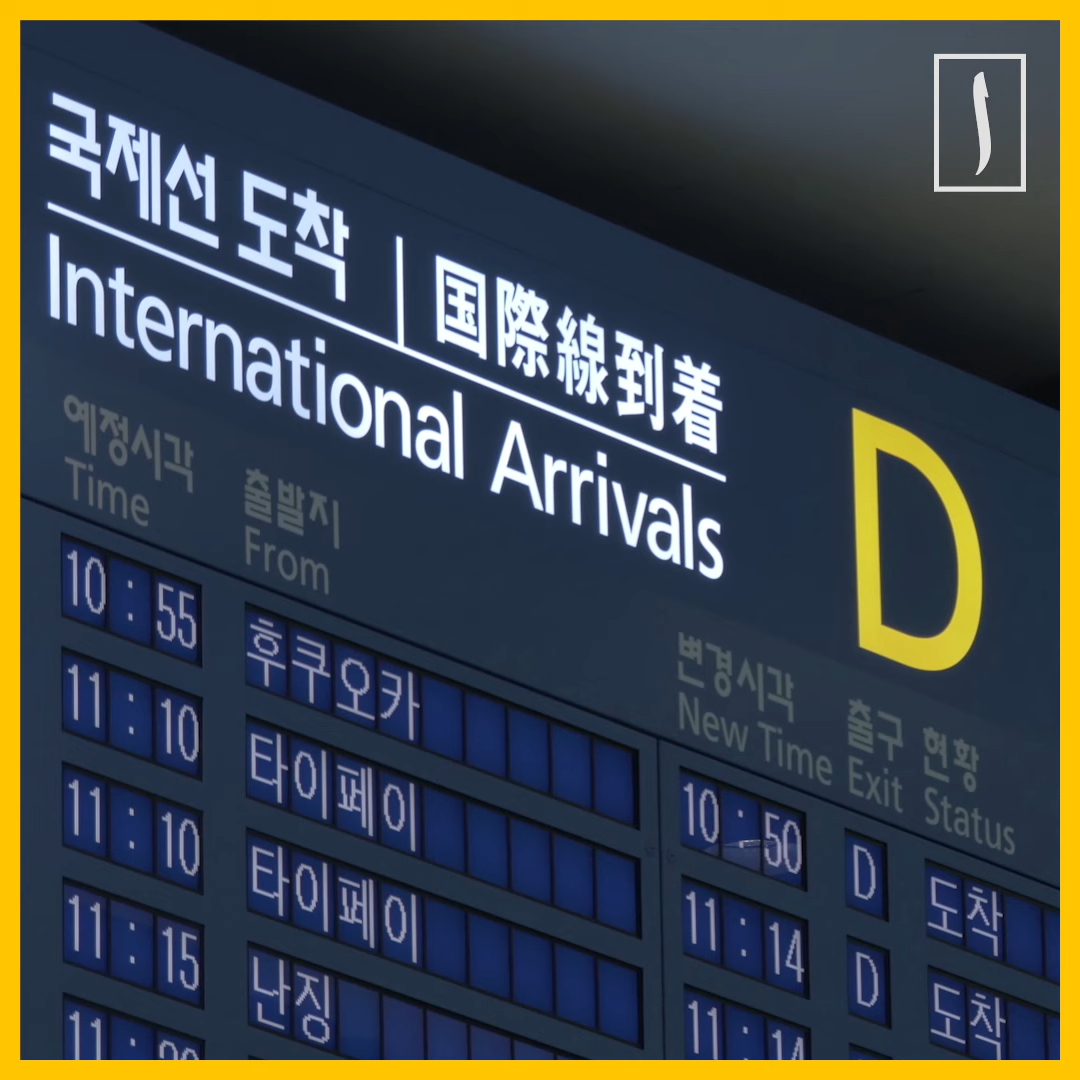 국제선 도착 | 国際線到着
International Arrivals
D
예정시각 출발지 변경시각 출구 현황
Time From New Time Exit Status
10:55 후쿠오카 10:50 D 도착
11:10 타이페이 11:14 D 도착
11:10 타이페이 11:14
11:15 난징